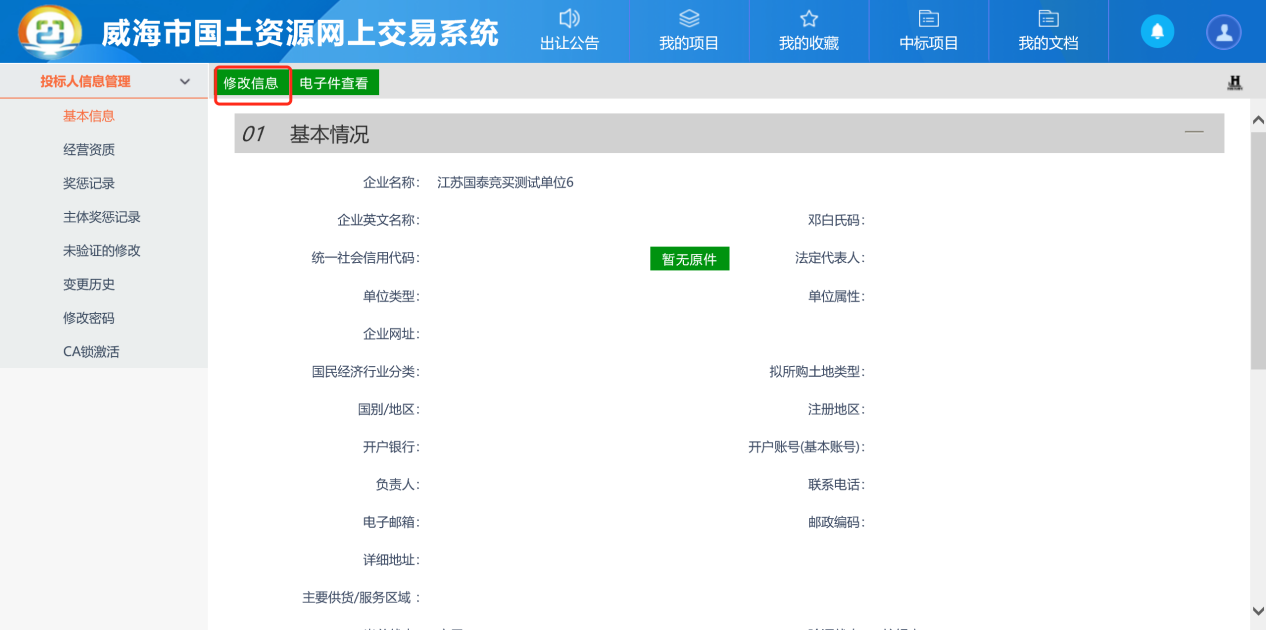 威海市国土资源网上交易系统
出让公告
我的项目
我的收藏
中标项目
我的文档
投标人信息管理
修改信息
电子件查看
基本信息
经营资质
奖惩记录
主体奖惩记录
未验证的修改
变更历史
修改密码
CA锁激活
01 基本情况
企业名称： 江苏国泰竞买测试单位6
企业英文名称： 邓白氏码：
统一社会信用代码： 暂无原件 法定代表人：
单位类型： 单位属性：
企业网址：
国民经济行业分类： 拟所购土地类型：
国别/地区： 注册地区：
开户银行： 开户账号(基本账号)：
负责人： 联系电话：
电子邮箱： 邮政编码：
详细地址：
主要供货/服务区域：